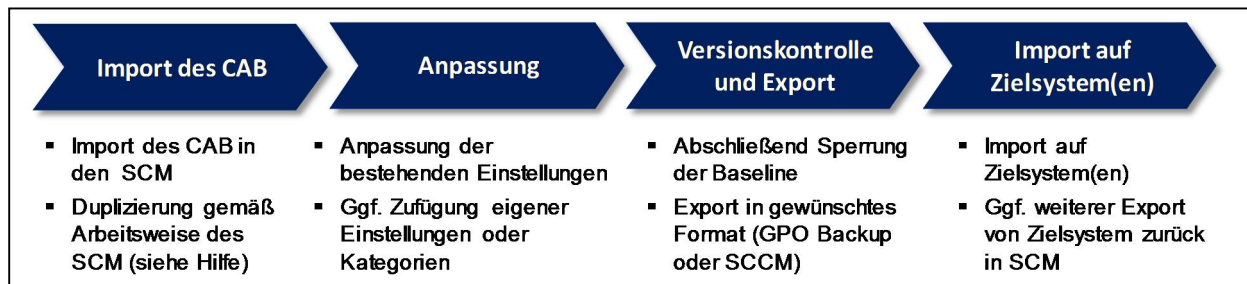 Import des CAB
Anpassung
Versionskontrolle
und Export
Import auf
Zielsystem(en)
▪ Import des CAB in
den SCM
▪ Duplizierung gemäß
Arbeitsweise des
SCM (siehe Hilfe)
▪ Anpassung der
bestehenden Einstellungen
▪ Ggf. Zufügung eigener
Einstellungen oder
Kategorien
▪ Abschließend Sperrung
der Baseline
▪ Export in gewünschtes
Format (GPO Backup
oder SCCM)
▪ Import auf
Zielsystem(en)
▪ Ggf. weiterer Export
von Zielsystem zurück
in SCM